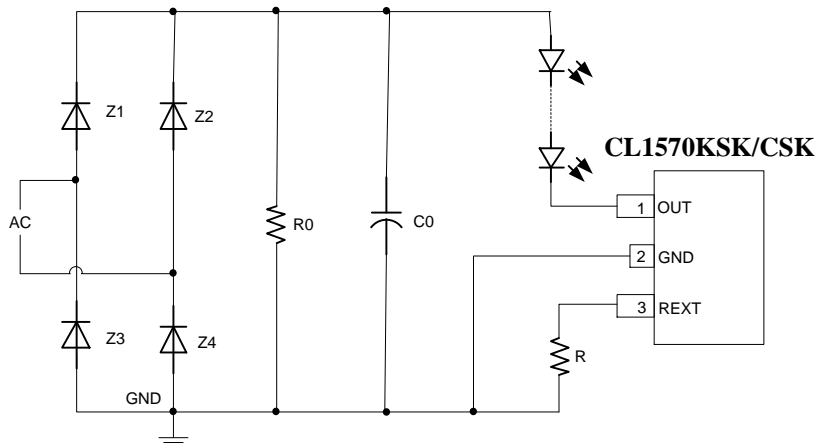 Z1
Z2
CL1570KSK/CSK
1 OUT
AC
R0
C0
2 GND
3 REXT
Z3
Z4
R
GND